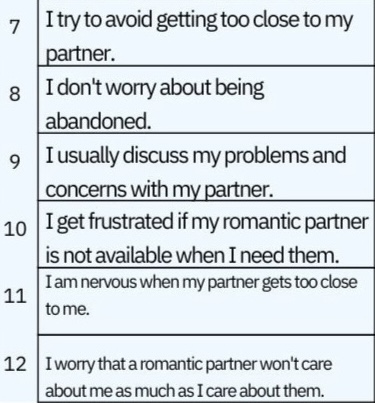 7 I try to avoid getting too close to my
partner.
8 I don't worry about being
abandoned.
9 I usually discuss my problems and
concerns with my partner.
10 I get frustrated if my romantic partner
is not available when I need them.
11 I am nervous when my partner gets too close
to me.
12 I worry that a romantic partner won't care
about me as much as I care about them.